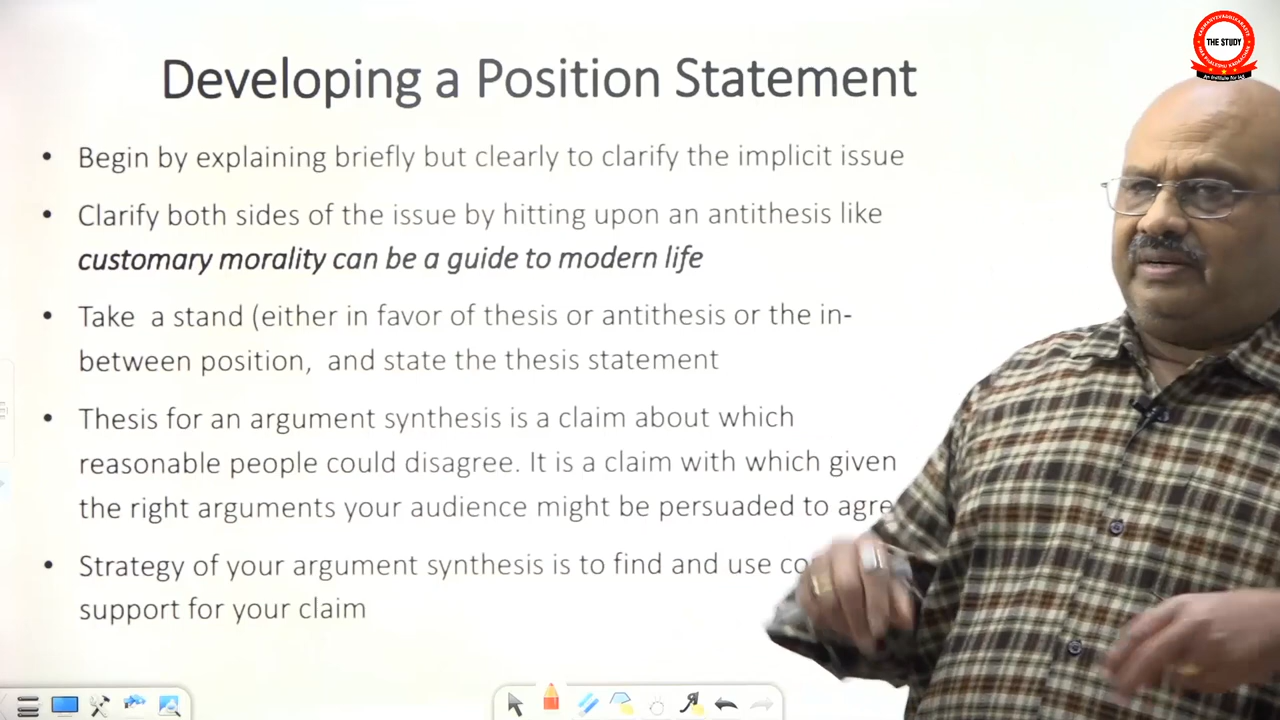 Developing a Position Statement
THE STUDY
An Institute for IAS
• Begin by explaining briefly but clearly to clarify the implicit issue
• Clarify both sides of the issue by hitting upon an antithesis like
customary morality can be a guide to modern life
• Take a stand (either in favor of thesis or antithesis or the in-
between position, and state the thesis statement
• Thesis for an argument synthesis is a claim about which
reasonable people could disagree. It is a claim with which given
the right arguments your audience might be persuaded to
• Strategy of your argument synthesis is to find and use
support for your claim